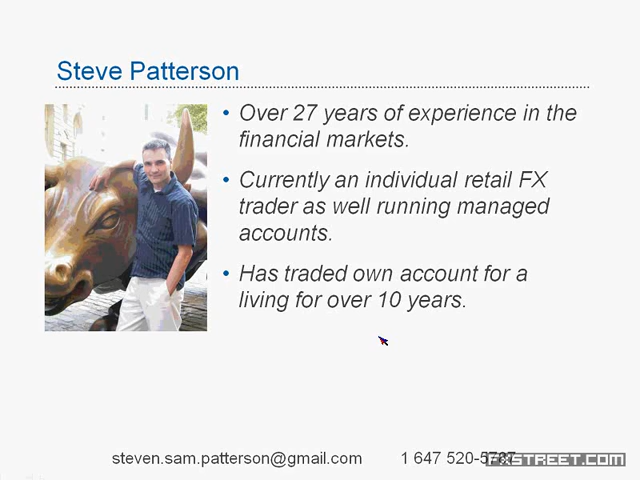 Steve Patterson
• Over 27 years of experience in the
financial markets.
• Currently an individual retail FX
trader as well running managed
accounts.
• Has traded own account for a
living for over 10 years.
steven.sam.patterson@gmail.com 1 647 520-
FXSTREET.COM